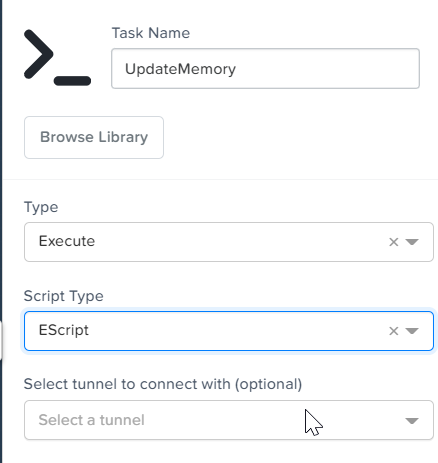 Task Name
UpdateMemory
Browse Library
Type
Execute
Script Type
EScript
Select tunnel to connect with (optional)
Select a tunnel